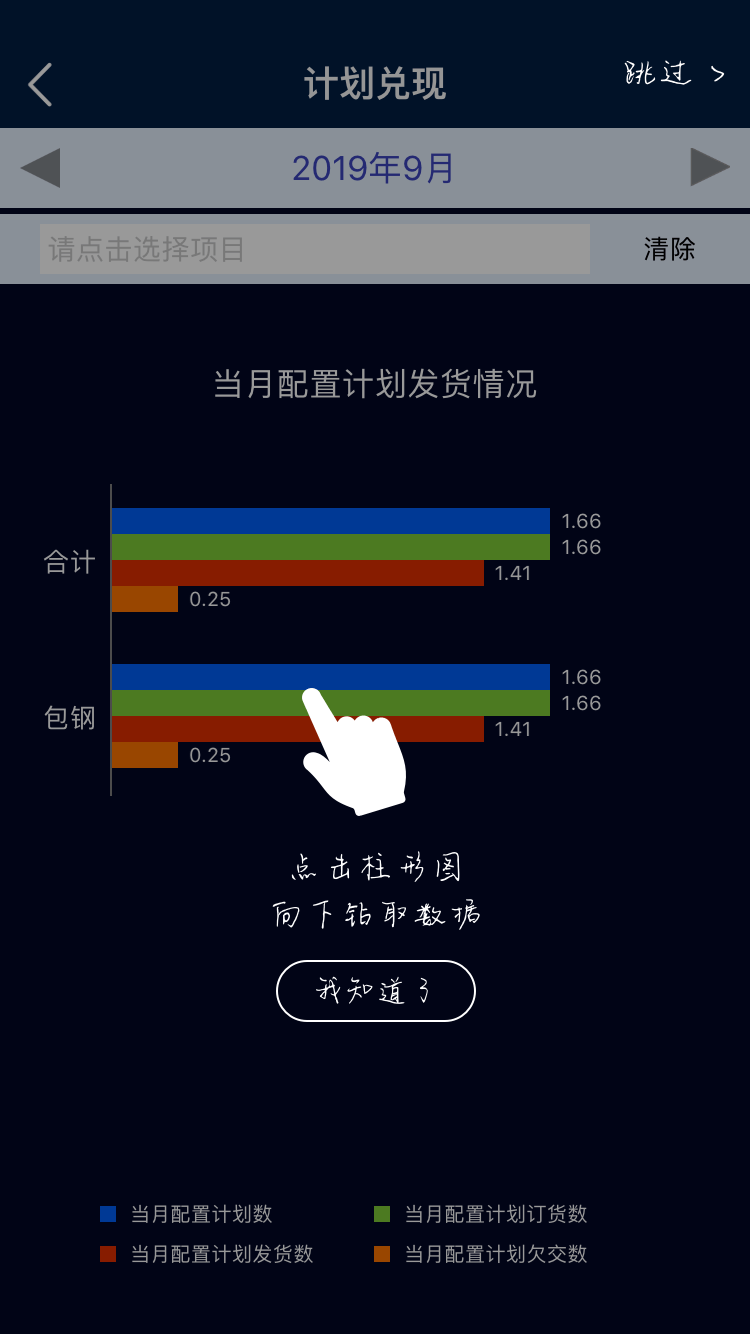 计划兑现
跳过 >
2019年9月
请点击选择项目
清除
当月配置计划发货情况
合计
1.66
1.66
1.41
0.25
包钢
1.66
1.66
1.41
0.25
点击柱形图
向下钻取数据
我知道了
当月配置计划数
当月配置计划订货数
当月配置计划发货数
当月配置计划欠交数